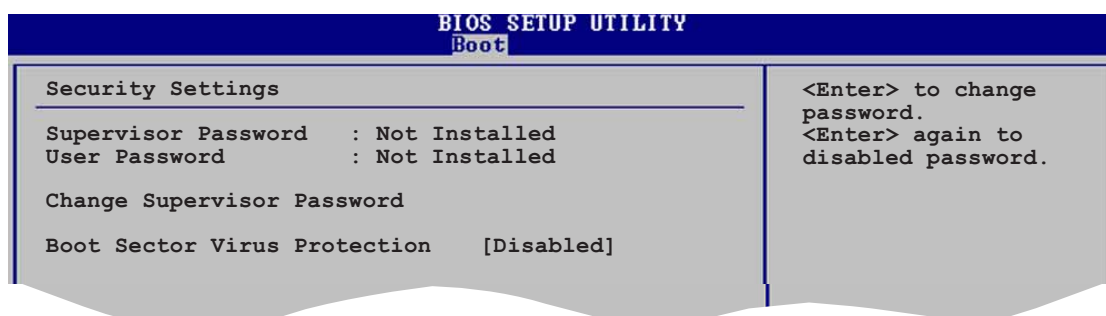 BIOS SETUP UTILITY
Boot
Security Settings
Supervisor Password : Not Installed
User Password : Not Installed
Change Supervisor Password
Boot Sector Virus Protection [Disabled]
<Enter> to change
password.
<Enter> again to
disabled password.